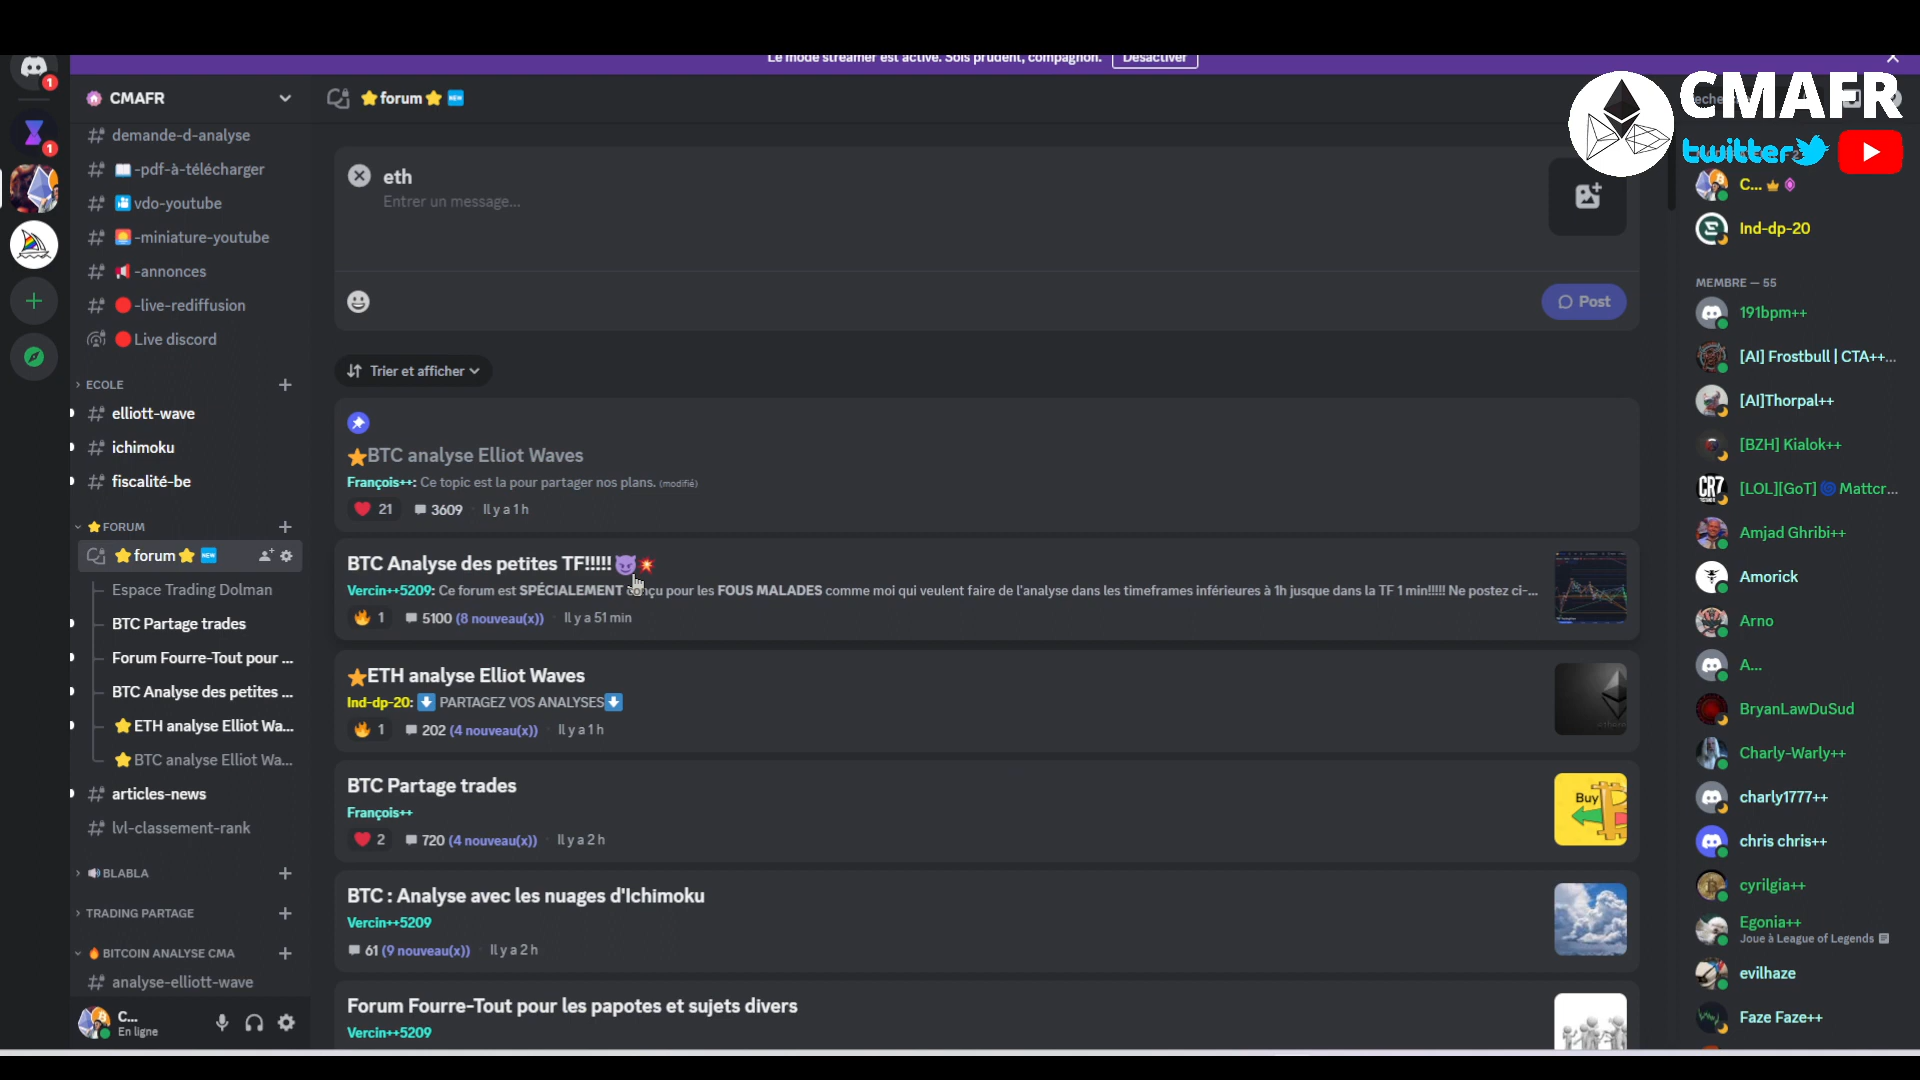 Le mode streamer est activé. Sois prudent, compagnon.
Désactiver
1
1
CMAFR
demande-d-analyse
-pdf-à-télécharger
vdo-youtube
-miniature-youtube
-annonces
-live-rediffusion
Live discord
ECOLE
elliott-wave
ichimoku
fiscalité-be
FORUM
forum NEW
Espace Trading Dolman
BTC Partage trades
Forum Fourre-Tout pour ...
BTC Analyse des petites ...
ETH analyse Elliot Wa...
BTC analyse Elliot Wa...
articles-news
lvl-classement-rank
BLABLA
TRADING PARTAGE
BITCOIN ANALYSE CMA
analyse-elliott-wave
C...
En ligne
forum NEW
eth
Entrer un message...
Post
Trier et afficher
BTC analyse Elliot Waves
François++: Ce topic est la pour partager nos plans. (modifié)
21 3609 · Il y a 1 h
BTC Analyse des petites TF!!!!!
Vercin++5209: Ce forum est SPÉCIALEMENT conçu pour les FOUS MALADES comme moi qui veulent faire de l'analyse dans les timeframes inférieures à 1h jusque dans la TF 1 min!!!!! Ne postez ci-...
1 5100 (8 nouveau(x)) · Il y a 51 min
ETH analyse Elliot Waves
Ind-dp-20: PARTAGEZ VOS ANALYSES
1 202 (4 nouveau(x)) · Il y a 1 h
BTC Partage trades
François++
2 720 (4 nouveau(x)) · Il y a 2 h
Buy
BTC : Analyse avec les nuages d'Ichimoku
Vercin++5209
61 (9 nouveau(x)) · Il y a 2 h
Forum Fourre-Tout pour les papotes et sujets divers
Vercin++5209
CMAFR
twitter
C...
Ind-dp-20
MEMBRE — 55
191bpm++
[AI] Frostbull | CTA++...
[AI]Thorpal++
[BZH] Kialok++
CR7
[LOL][GoT] Mattcr...
Amjad Ghribi++
Amorick
Arno
A...
BryanLawDuSud
Charly-Warly++
charly1777++
chris chris++
cyrilgia++
Egonia++
Joue à League of Legends
evilhaze
Faze Faze++